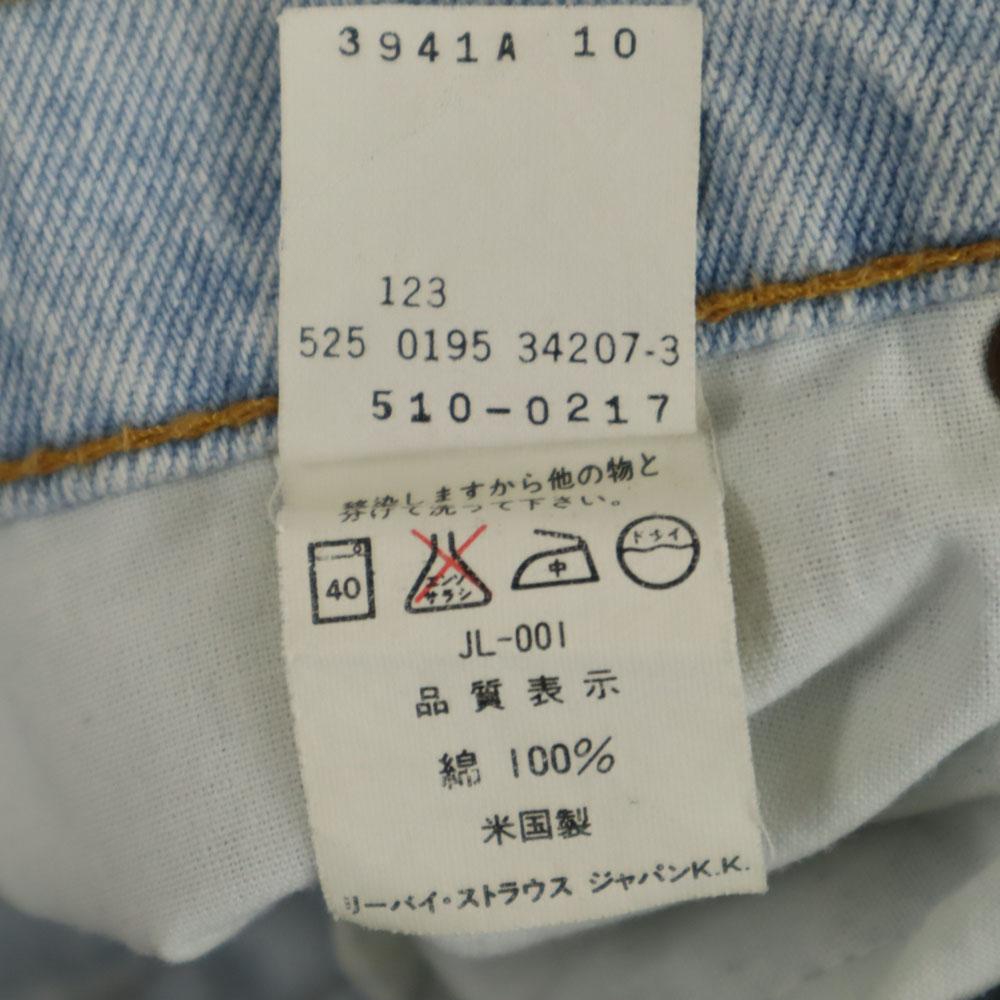 3941A 10
123
525 0195 34207-3
510-0217
移染しますから他の物と
分けて洗って下さい。
40
エンソ
サラシ
中
ドライ
JL-001
品質表示
綿 100%
米国製
リーバイ・ストラウス ジャパンK.K.